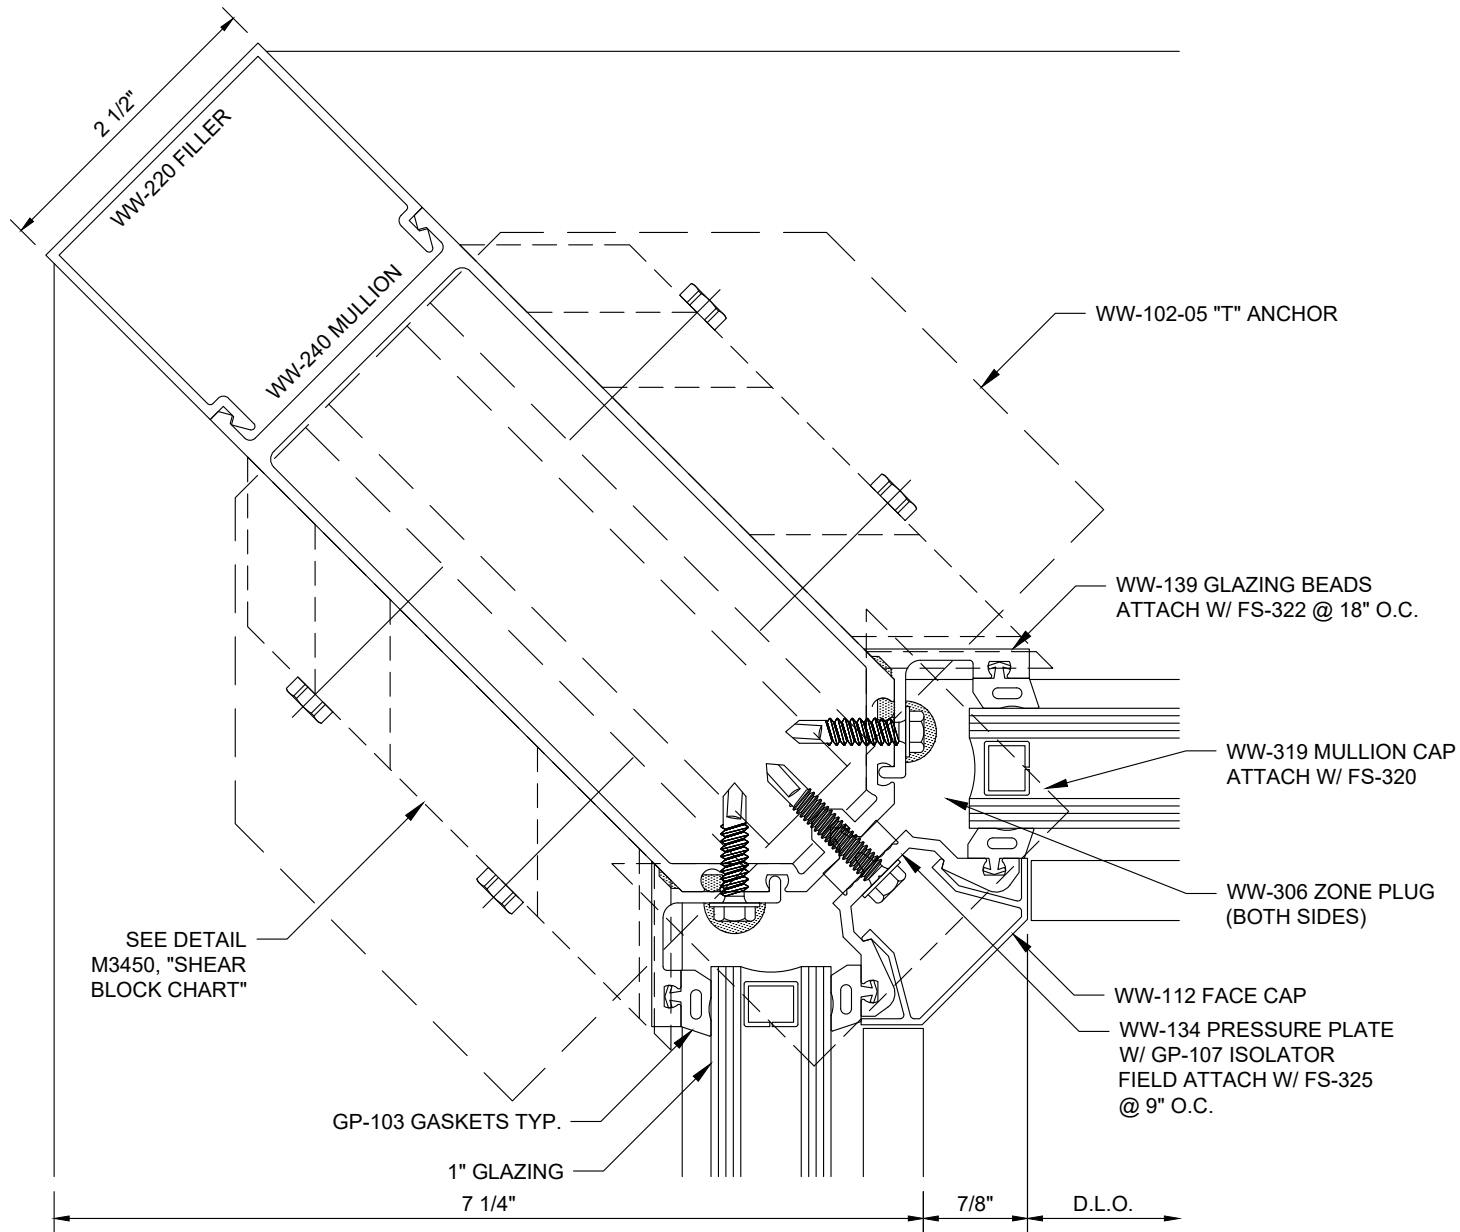 2 1/2"
WW-220 FILLER
WW-240 MULLION
WW-102-05 "T" ANCHOR
WW-139 GLAZING BEADS
ATTACH W/ FS-322 @ 18" O.C.
WW-319 MULLION CAP
ATTACH W/ FS-320
WW-306 ZONE PLUG
(BOTH SIDES)
SEE DETAIL
M3450, "SHEAR
BLOCK CHART"
WW-112 FACE CAP
WW-134 PRESSURE PLATE
W/ GP-107 ISOLATOR
FIELD ATTACH W/ FS-325
@ 9" O.C.
GP-103 GASKETS TYP.
1" GLAZING
7 1/4"
7/8"
D.L.O.